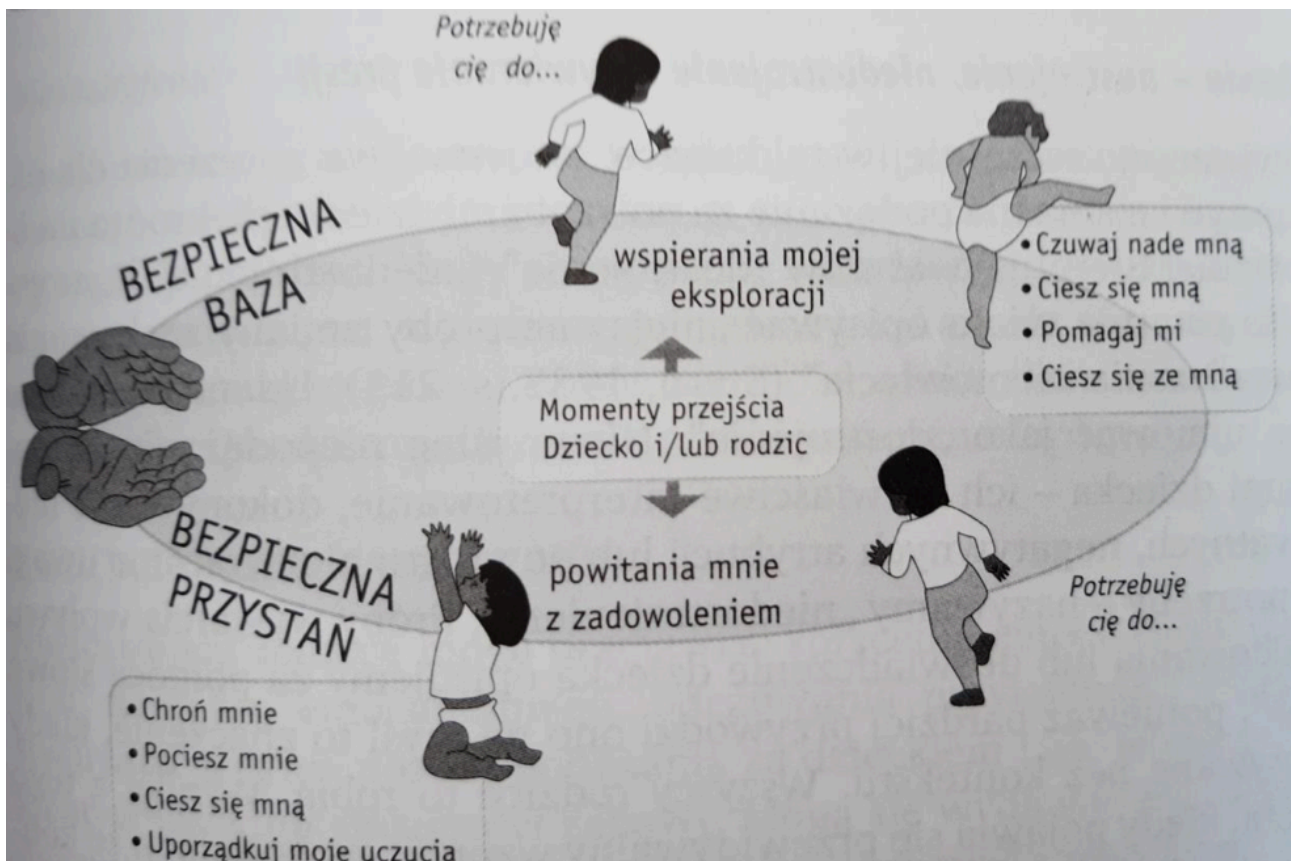 Potrzebuję
cię do...
BEZPIECZNA
BAZA
wspierania mojej
eksploracji
• Czuwaj nade mną
• Ciesz się mną
• Pomagaj mi
• Ciesz się ze mną
Momenty przejścia
Dziecko i/lub rodzic
BEZPIECZNA
PRZYSTAŃ
powitania mnie
z zadowoleniem
Potrzebuję
cię do...
• Chroń mnie
• Pociesz mnie
• Ciesz się mną
• Uporządkuj moje uczucia